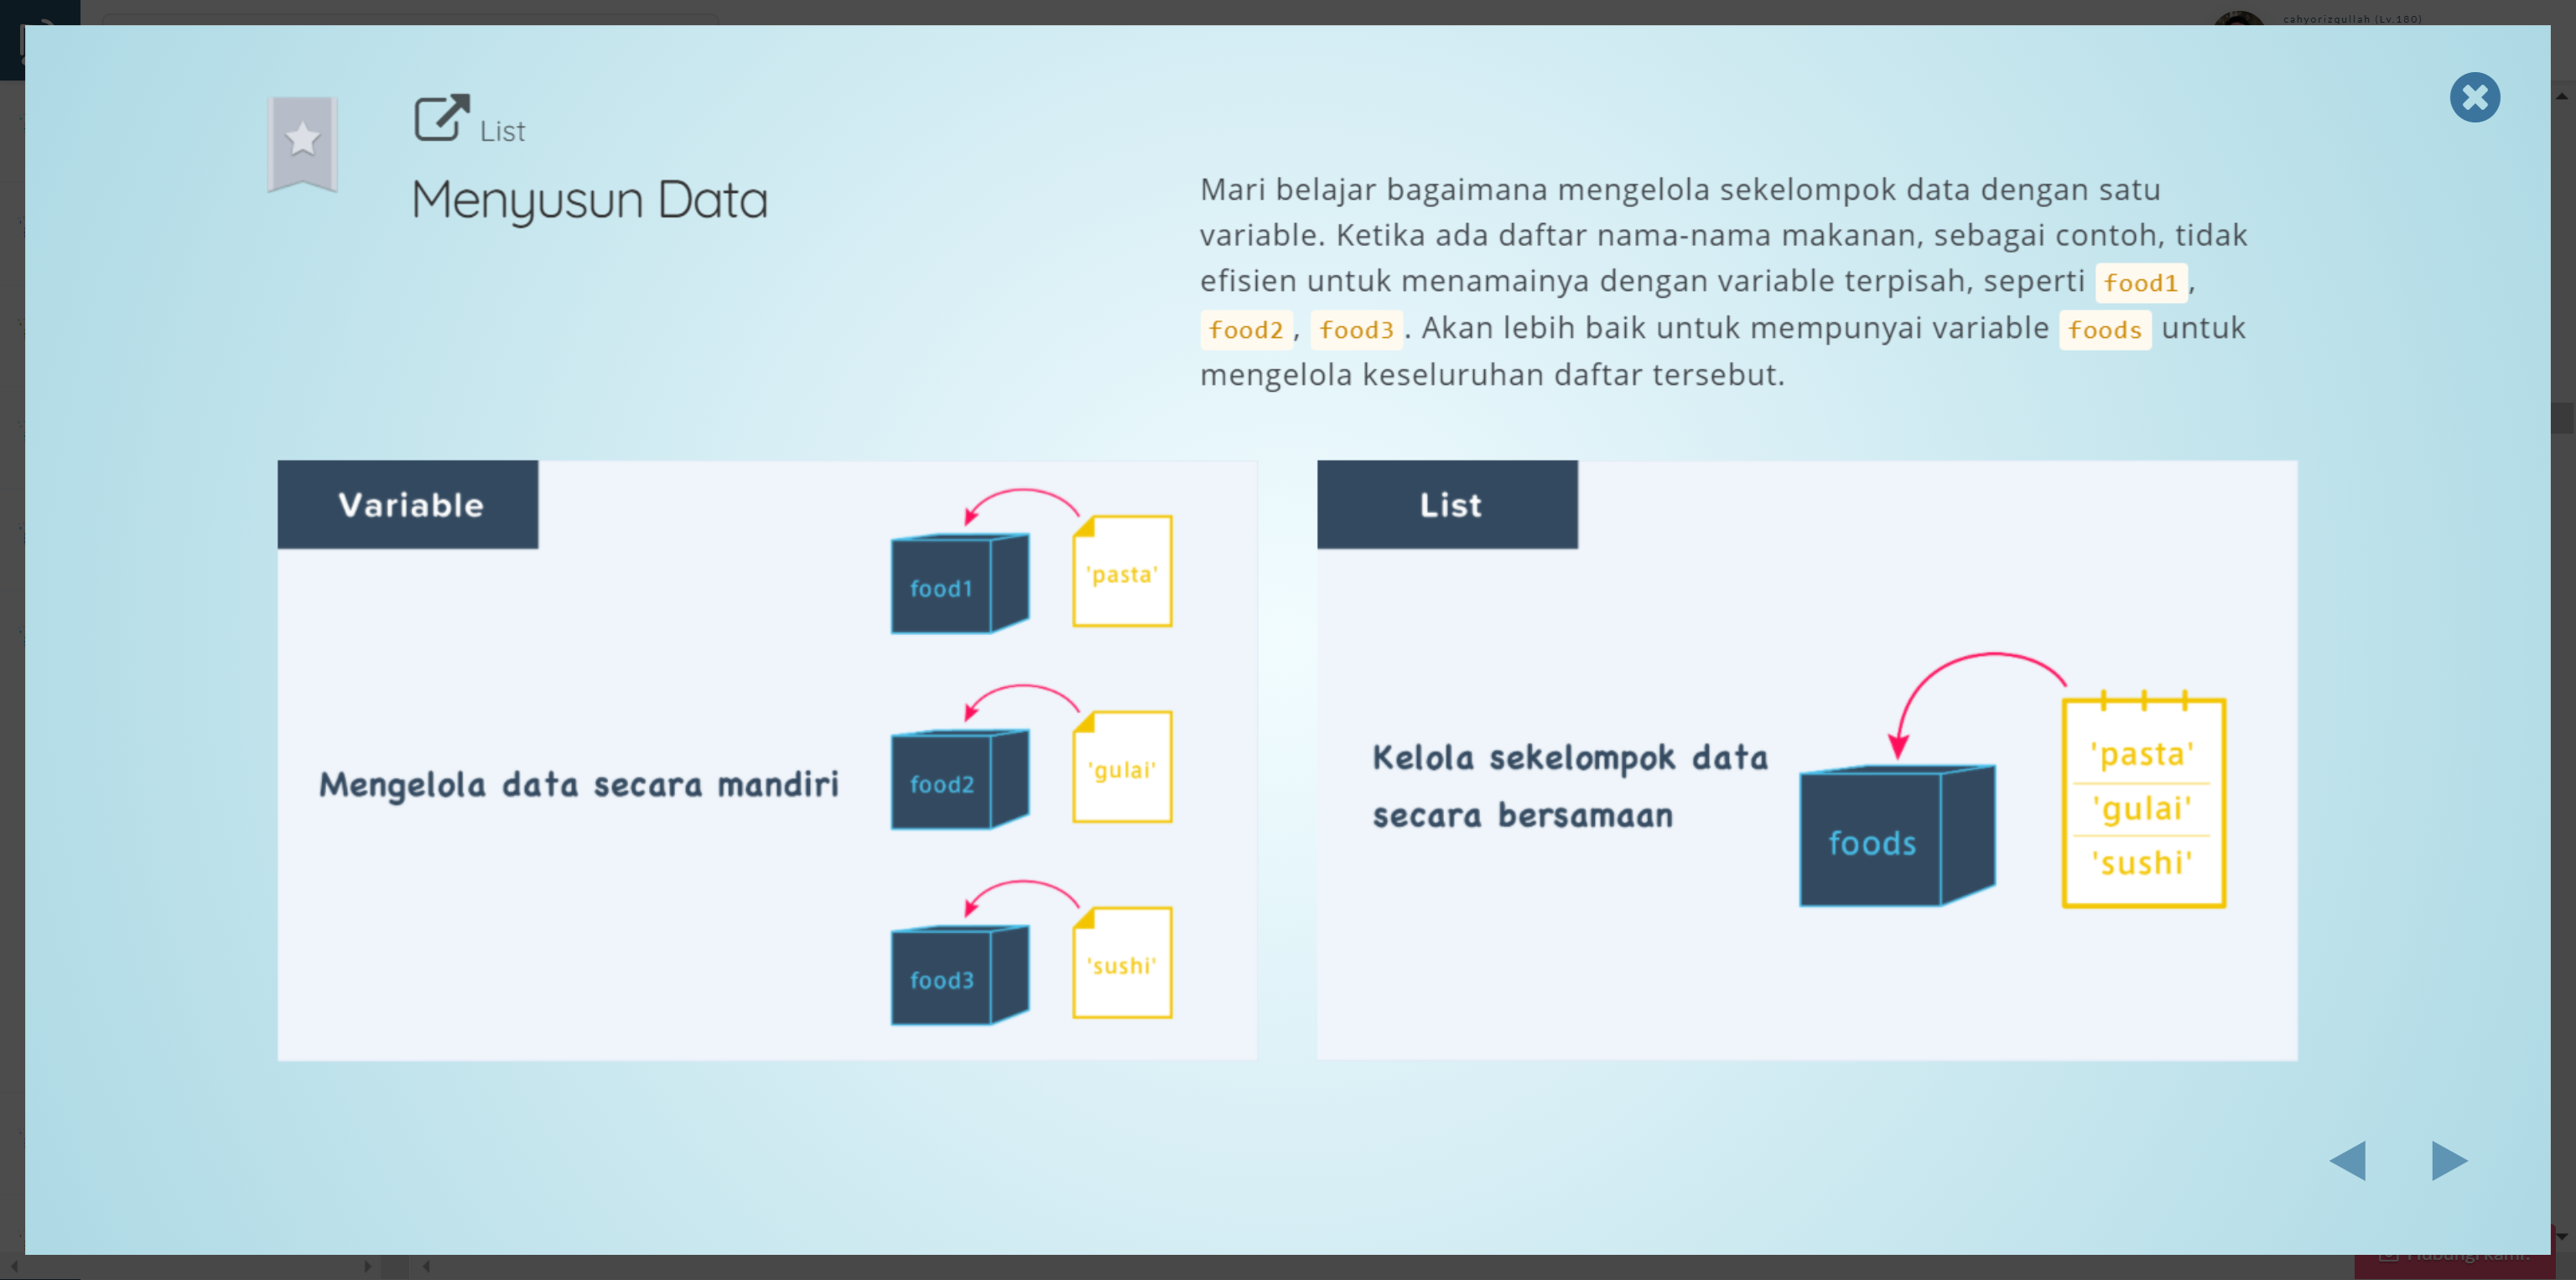 cahyorizqullah (Lv.180)
List
Menyusun Data
Mari belajar bagaimana mengelola sekelompok data dengan satu
variable. Ketika ada daftar nama-nama makanan, sebagai contoh, tidak
efisien untuk menamainya dengan variable terpisah, seperti food1,
food2, food3. Akan lebih baik untuk mempunyai variable foods untuk
mengelola keseluruhan daftar tersebut.
Variable
Mengelola data secara mandiri
food1
'pasta'
food2
'gulai'
food3
'sushi'
List
Kelola sekelompok data
secara bersamaan
foods
'pasta'
'gulai'
'sushi'